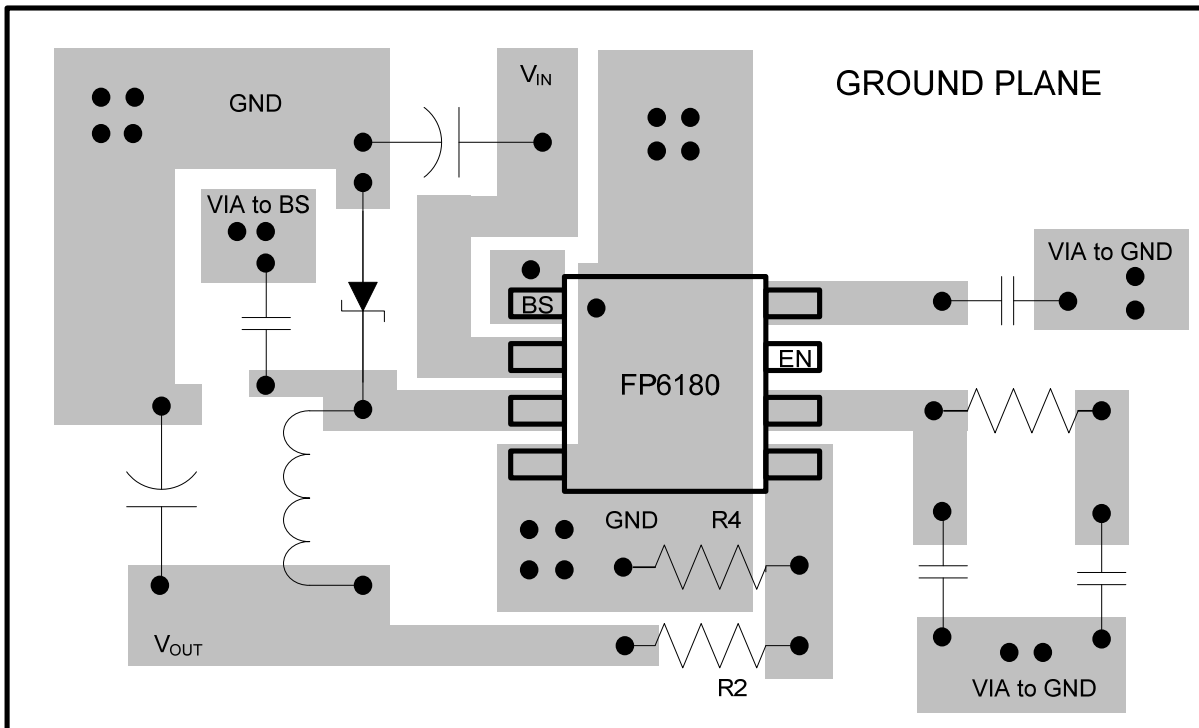 GROUND PLANE
V_IN
GND
VIA to BS
VIA to GND
BS
EN
FP6180
GND
R4
V_OUT
R2
VIA to GND